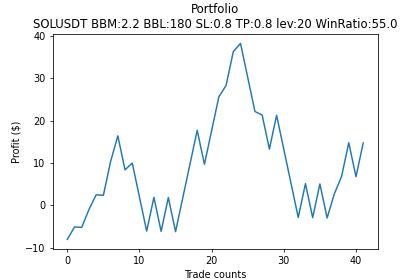 Portfolio
SOLUSDT BBM:2.2 BBL:180 SL:0.8 TP:0.8 lev:20 WinRatio:55.0
40
30
20
10
0
−10
Profit ($)
0
10
20
30
40
Trade counts